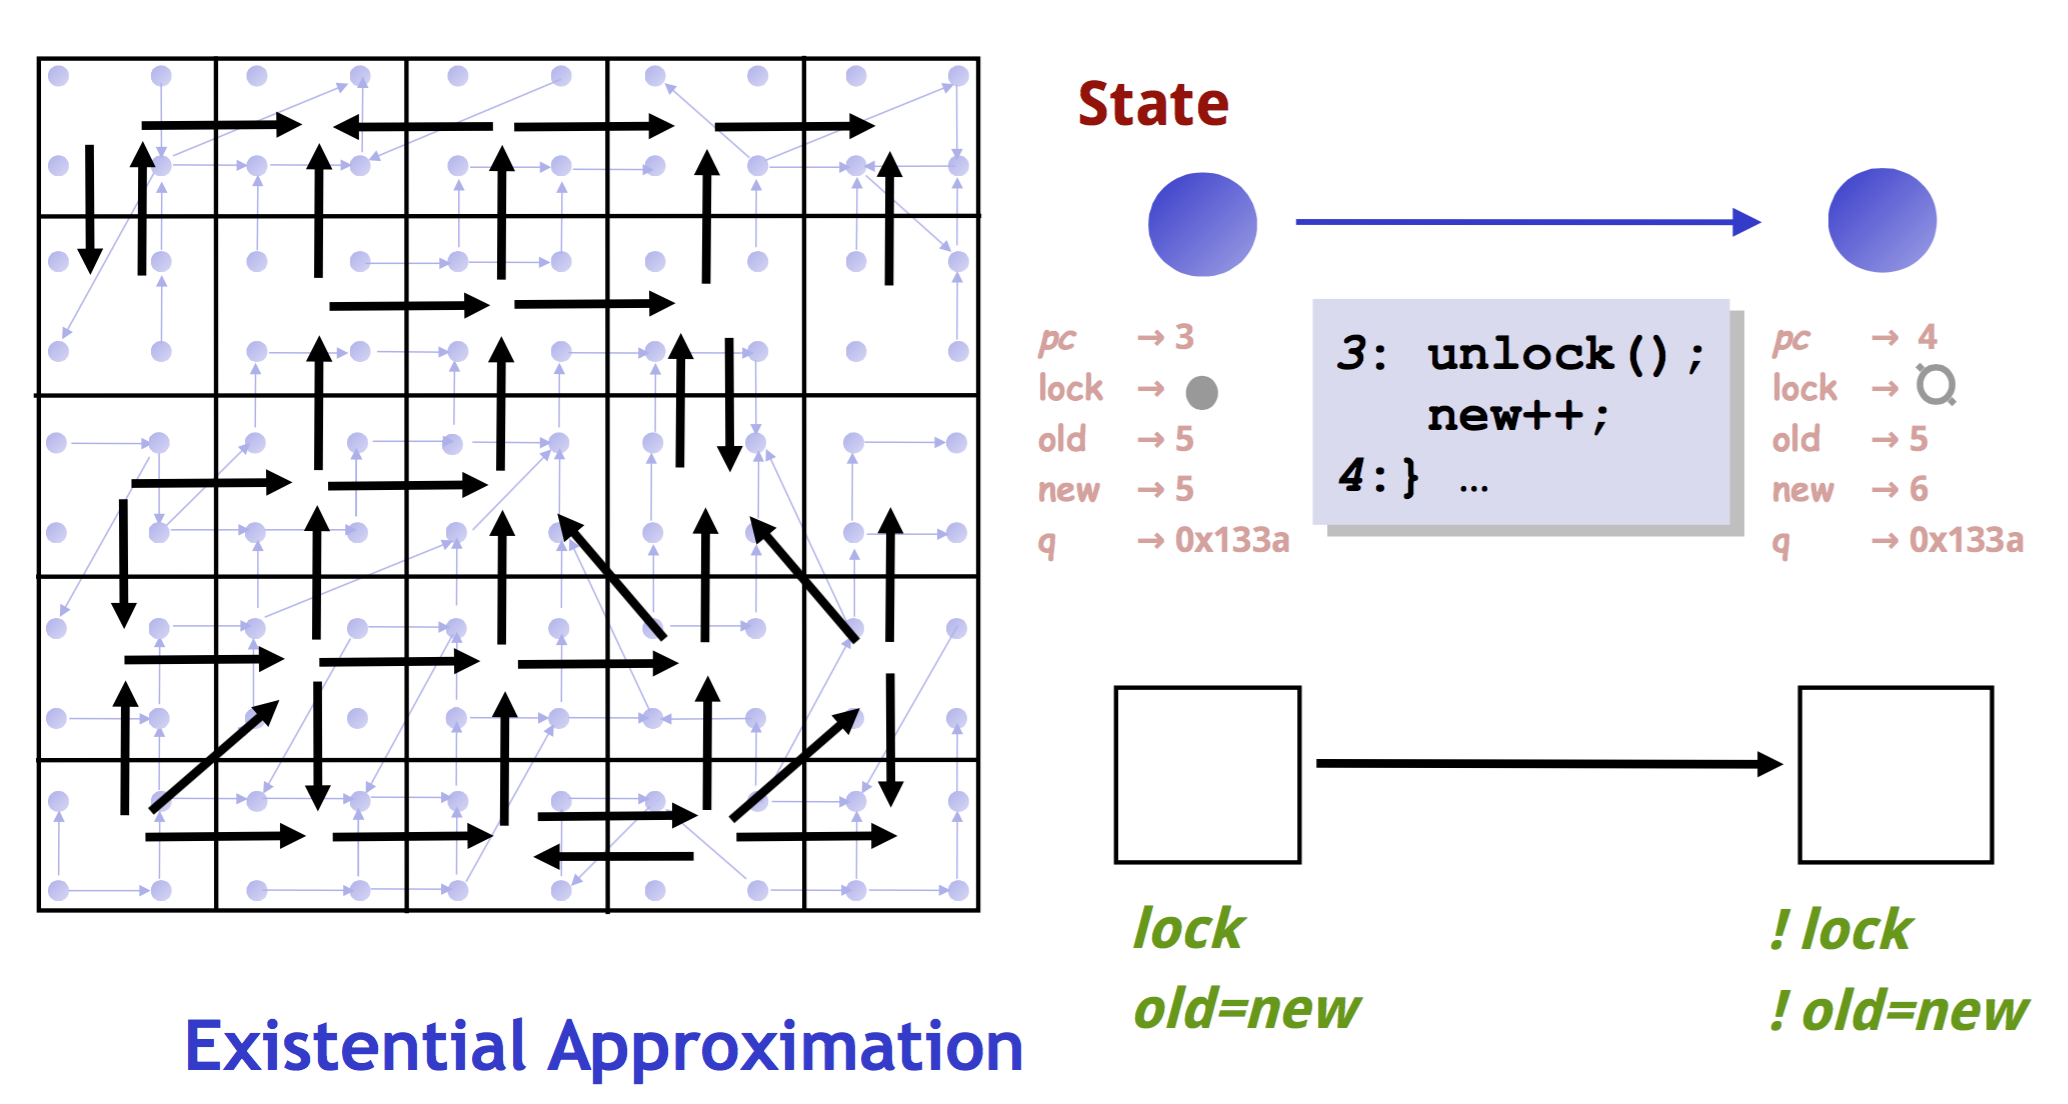 State
pc → 3
lock →
old → 5
new → 5
q → 0x133a
3: unlock();
new++;
4:} …
pc → 4
lock →
old → 5
new → 6
q → 0x133a
lock
old=new
! lock
! old=new
Existential Approximation